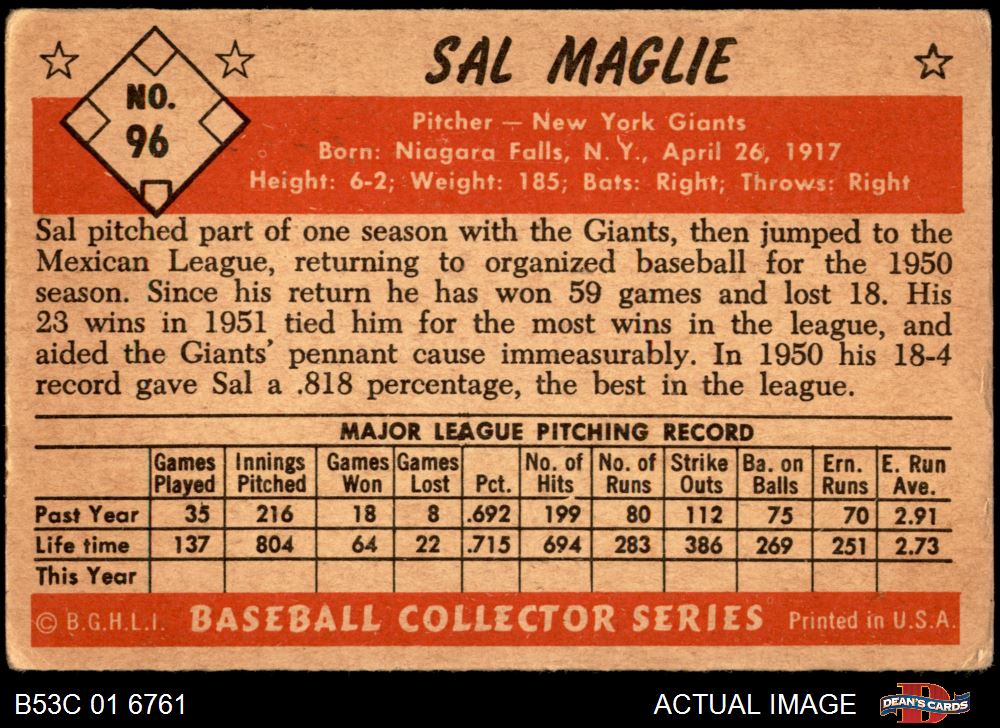 SAL MAGLIE
NO.
96
Pitcher — New York Giants
Born: Niagara Falls, N. Y., April 26, 1917
Height: 6-2; Weight: 185; Bats: Right; Throws: Right
Sal pitched part of one season with the Giants, then jumped to the
Mexican League, returning to organized baseball for the 1950
season. Since his return he has won 59 games and lost 18. His
23 wins in 1951 tied him for the most wins in the league, and
aided the Giants' pennant cause immeasurably. In 1950 his 18-4
record gave Sal a .818 percentage, the best in the league.
MAJOR LEAGUE PITCHING RECORD
Games Innings Games Games No. of No. of Strike Ba. on Ern. E. Run
Played Pitched Won Lost Pct. Hits Runs Outs Balls Runs Ave.
Past Year 35 216 18 8 .692 199 80 112 75 70 2.91
Life time 137 804 64 22 .715 694 283 386 269 251 2.73
This Year
© B.G.H.L.I. BASEBALL COLLECTOR SERIES Printed in U.S.A.
B53C 01 6761 ACTUAL IMAGE DEAN'S CARDS